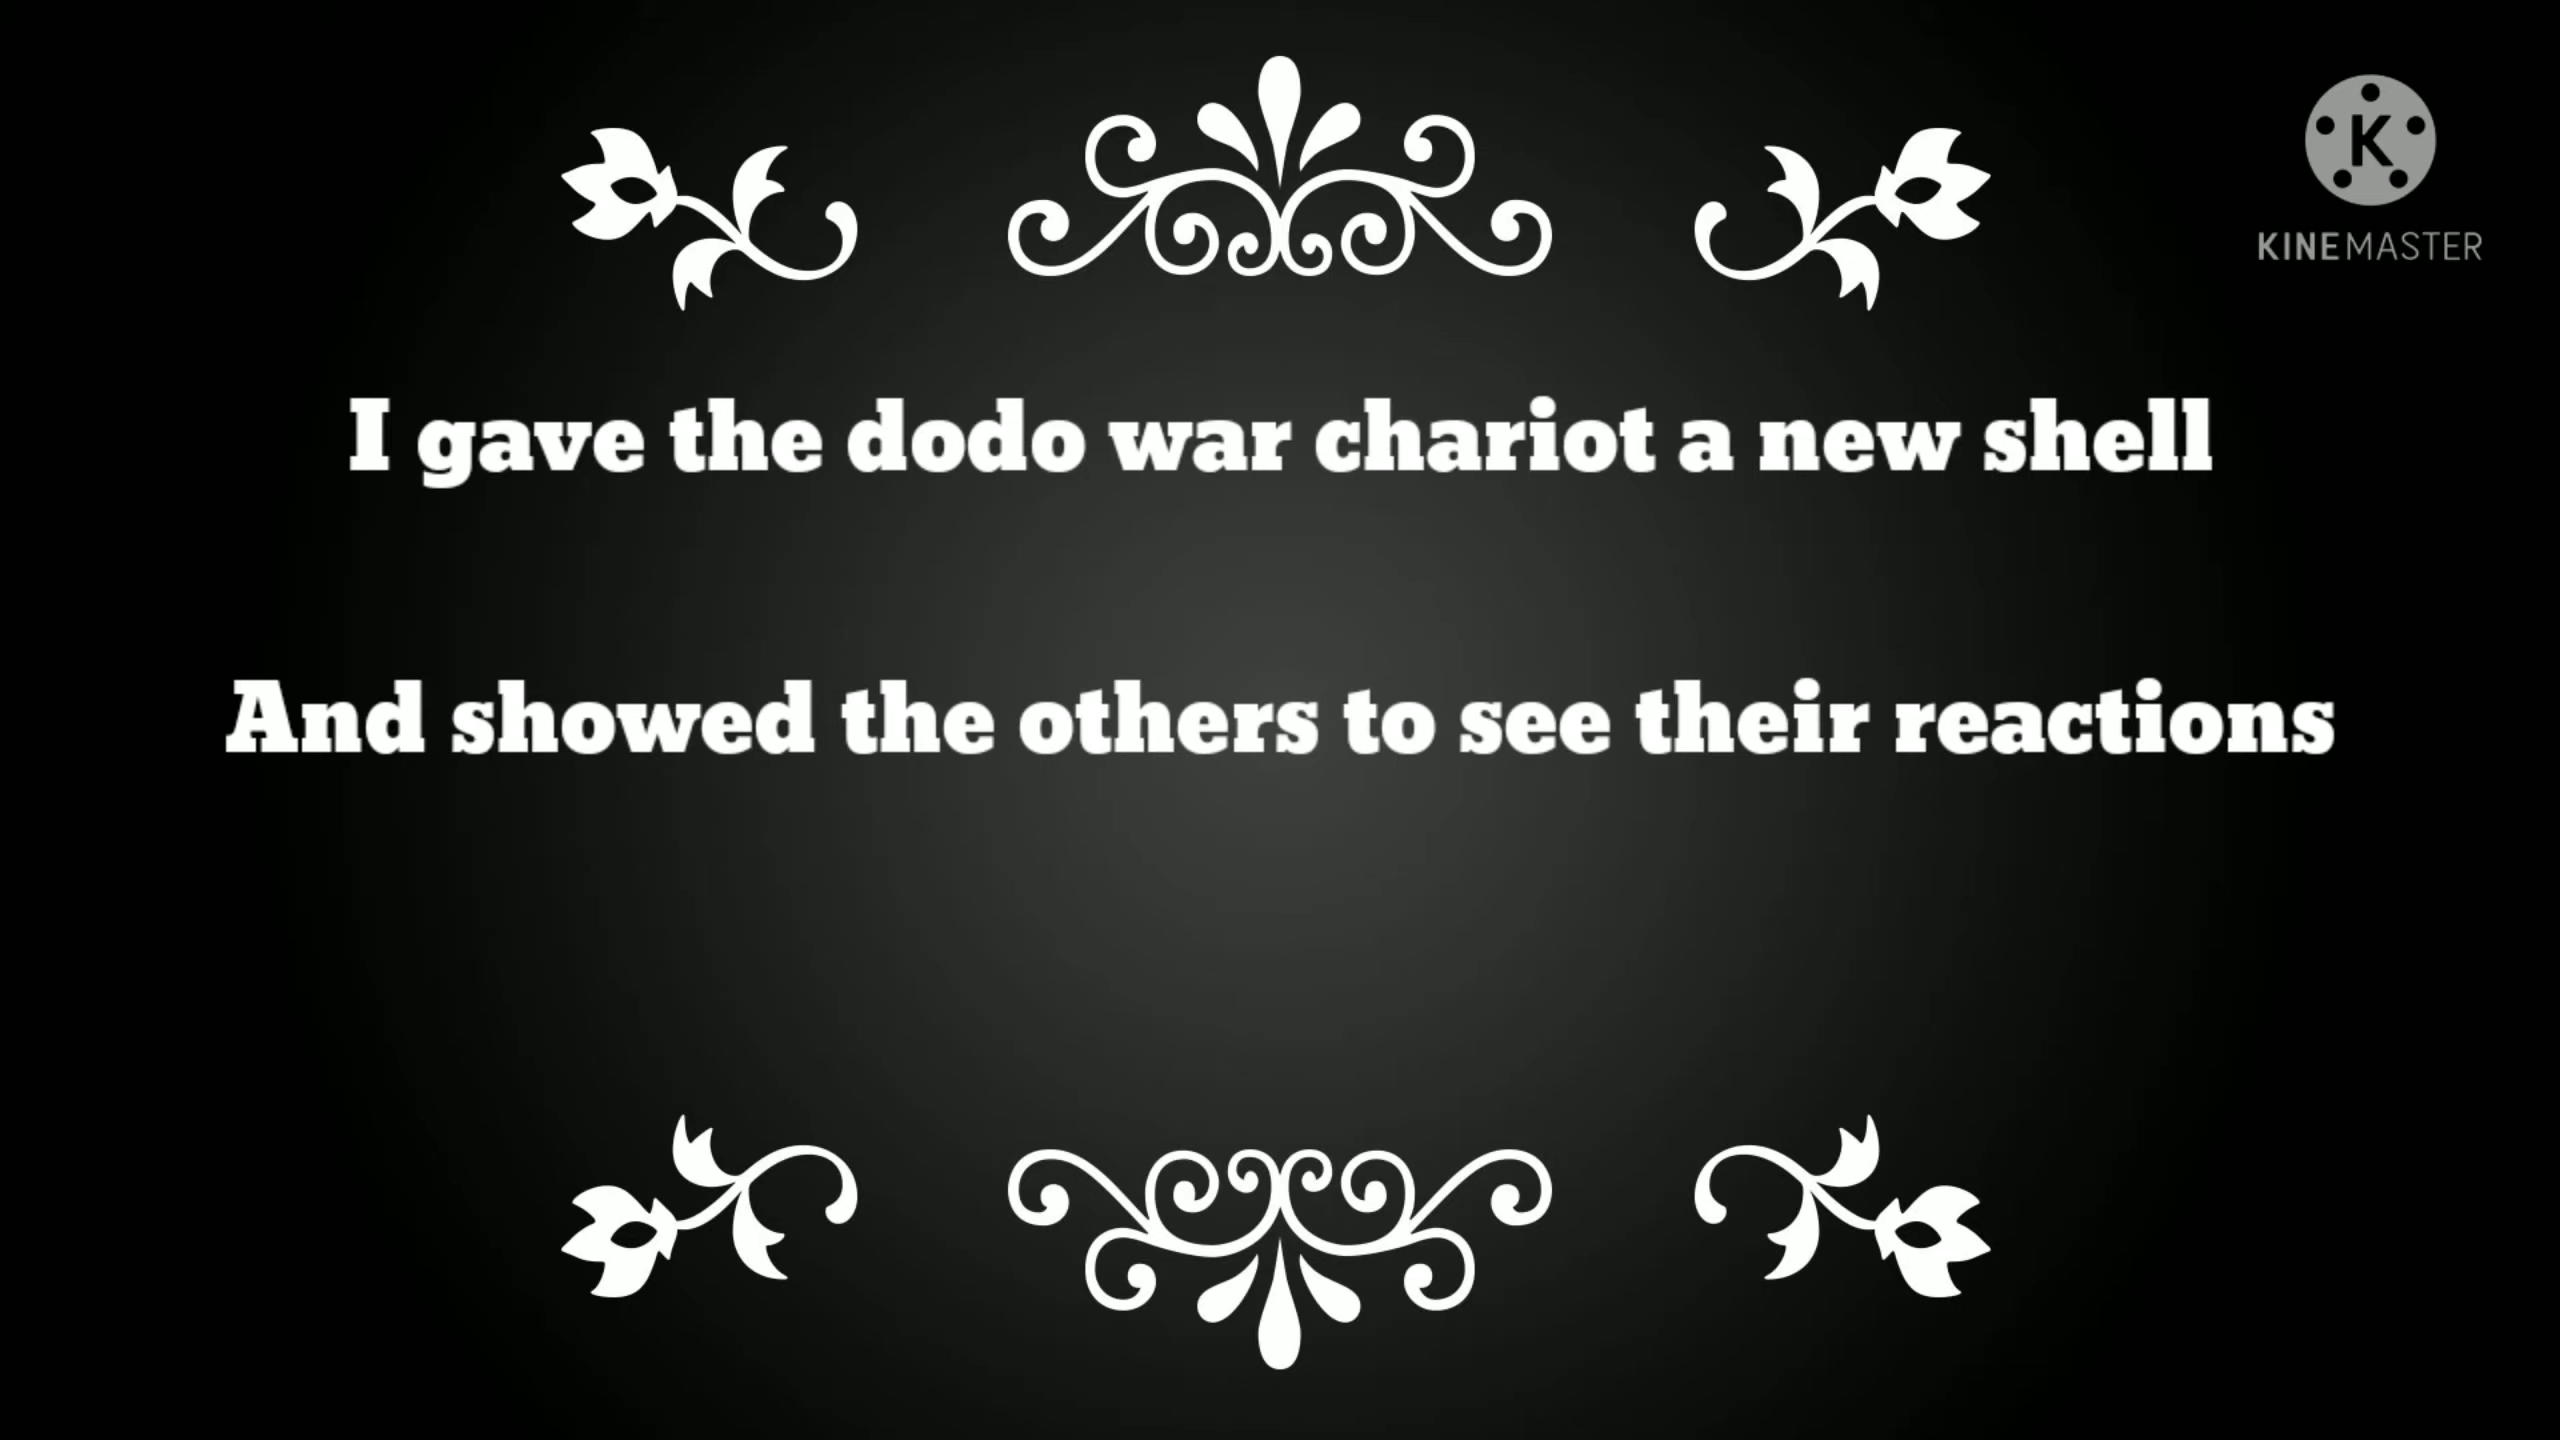 K
KINEMASTER
I gave the dodo war chariot a new shell
And showed the others to see their reactions